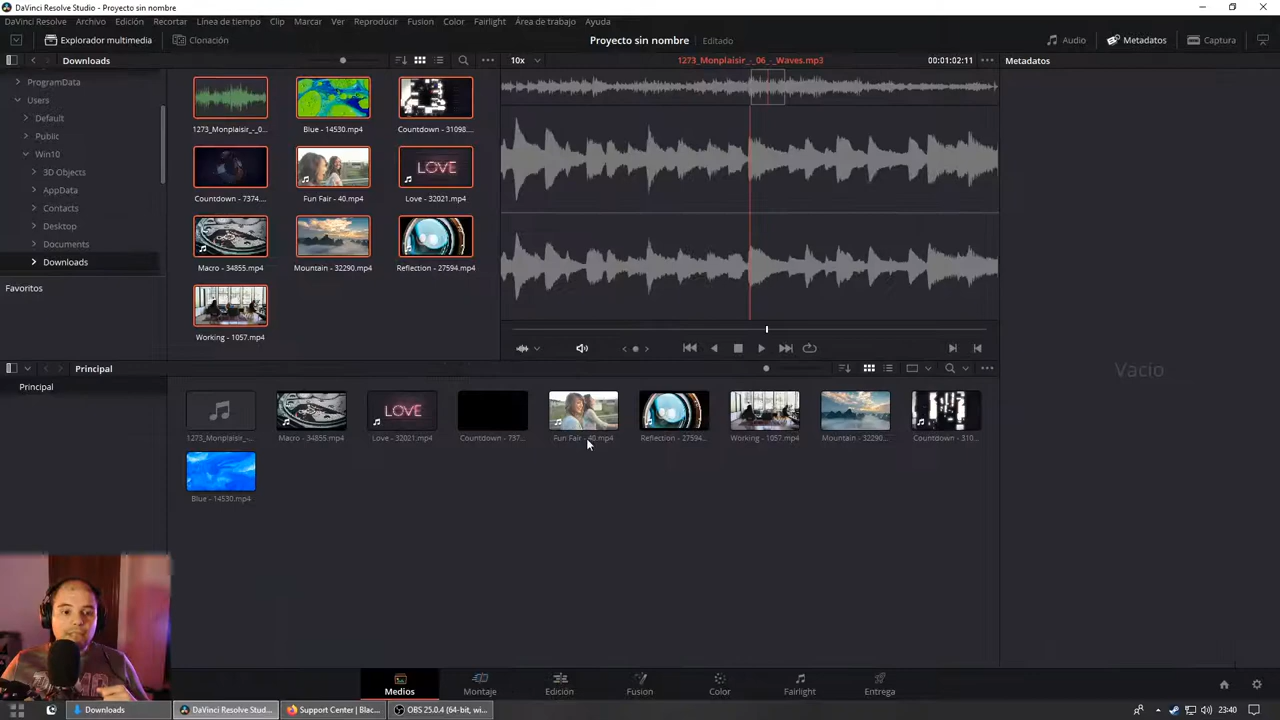 DaVinci Resolve Studio - Proyecto sin nombre
DaVinci Resolve Archivo Edición Recortar Línea de tiempo Clip Marcar Ver Reproducir Fusion Color Fairlight Área de trabajo Ayuda
Explorador multimedia Clonación Proyecto sin nombre Editado Audio Metadatos Captura
Downloads 10x 1273_Monplaisir_-_06_-_Waves.mp3 00:01:02:11 Metadatos
ProgramData
Users
Default
Public
Win10
3D Objects
AppData
Contacts
Desktop
Documents
Downloads
Favoritos
1273_Monplaisir_-_0... Blue - 14530.mp4 Countdown - 31098....
LOVE
Countdown - 7374.... Fun Fair - 40.mp4 Love - 32021.mp4
Macro - 34855.mp4 Mountain - 32290.mp4 Reflection - 27594.mp4
Working - 1057.mp4
Vacío
Principal Principal
Principal
LOVE
1273_Monplaisir_-_... Macro - 34855.mp4 Love - 32021.mp4 Countdown - 737... Fun Fair - 40.mp4 Reflection - 27594... Working - 1057.mp4 Mountain - 32290... Countdown - 310...
Blue - 14530.mp4
Medios Montaje Edición Fusion Color Fairlight Entrega
Downloads DaVinci Resolve Stud... Support Center | Blac... OBS 25.0.4 (64-bit, wi... 23:40